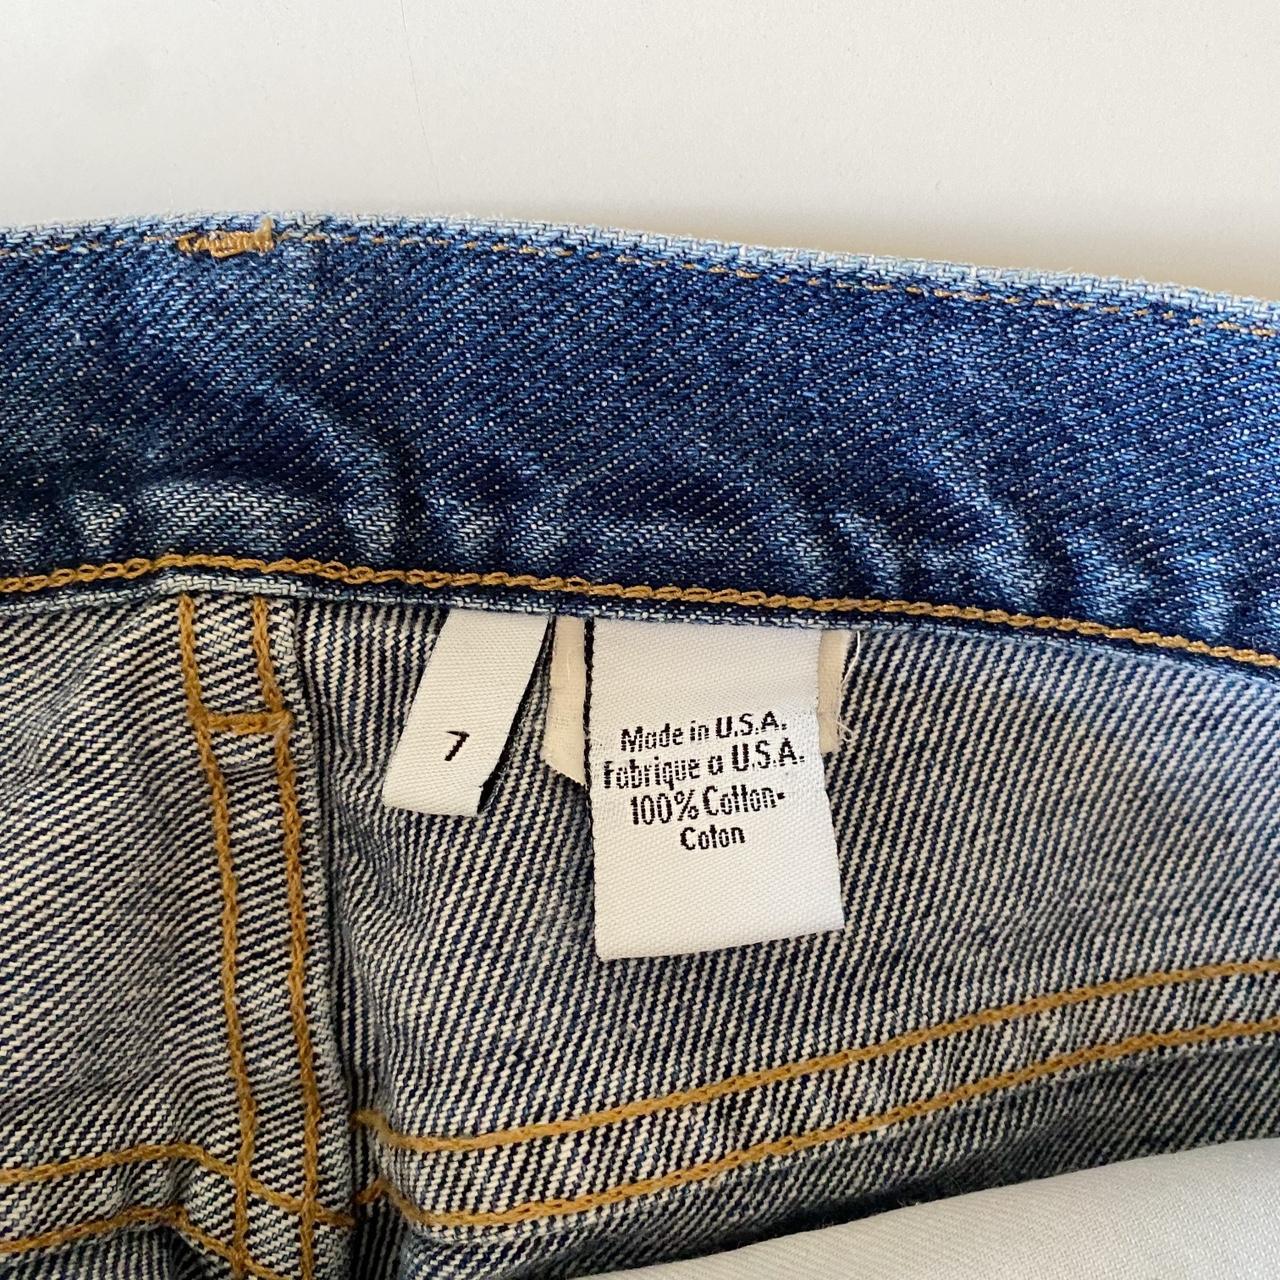 7
Made in U.S.A.
Fabrique a U.S.A.
100% Cotton-
Coton